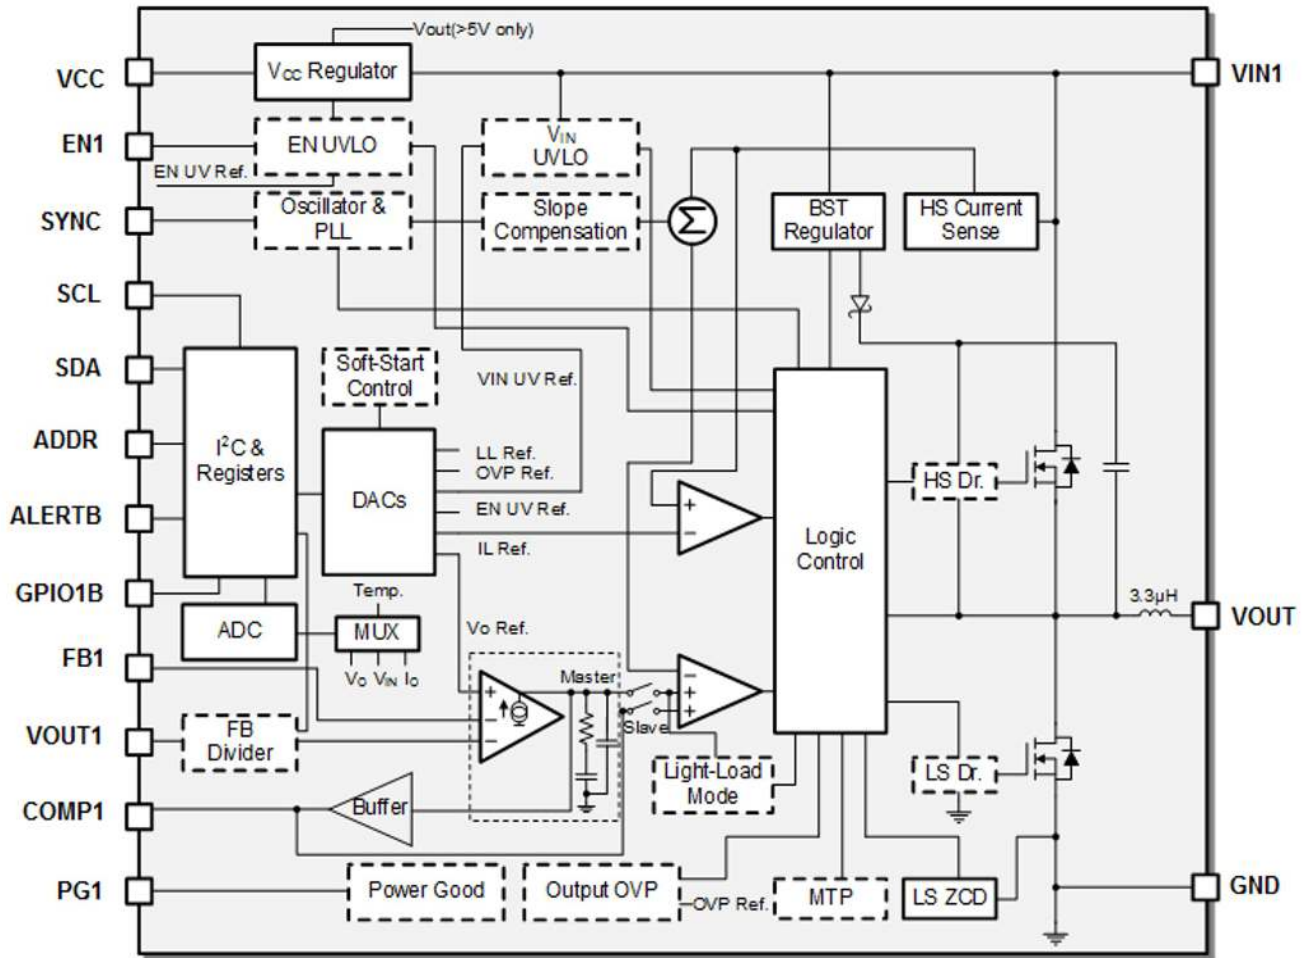 Vout(>5V only)
VCC
VCC Regulator
VIN1
EN1
EN UVLO
VIN
UVLO
EN UV Ref.
SYNC
Oscillator &
PLL
Slope
Compensation
Σ
BST
Regulator
HS Current
Sense
SCL
SDA
Soft-Start
Control
VIN UV Ref.
ADDR
I²C &
Registers
LL Ref.
OVP Ref.
DACs
EN UV Ref.
IL Ref.
+
−
HS Dr.
ALERTB
Logic
Control
GPIO1B
Temp.
3.3µH
VOUT
ADC
MUX
Vo Ref.
FB1
VO VIN IO
Master
+
−
−
−
+
+
Slave
VOUT1
FB
Divider
Light-Load
Mode
LS Dr.
COMP1
Buffer
PG1
Power Good
Output OVP
OVP Ref.
MTP
LS ZCD
GND